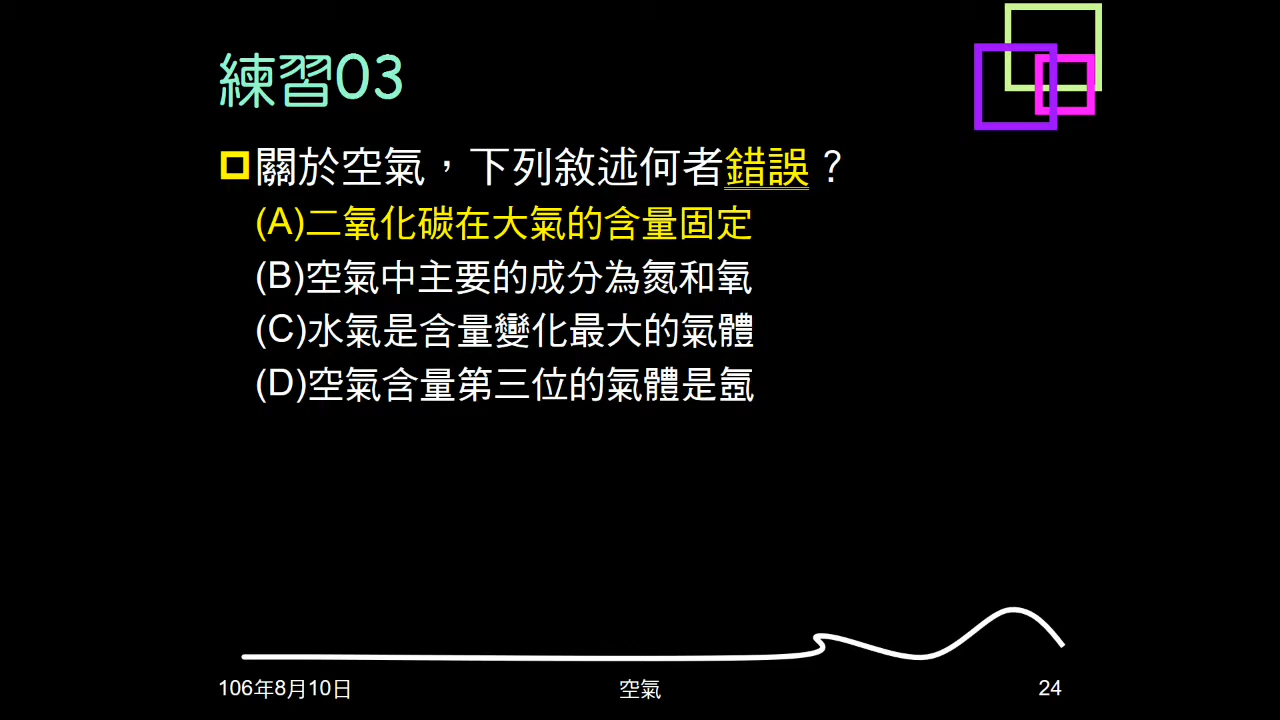 練習03
關於空氣，下列敘述何者錯誤？
(A)二氧化碳在大氣的含量固定
(B)空氣中主要的成分為氮和氧
(C)水氣是含量變化最大的氣體
(D)空氣含量第三位的氣體是氬
106年8月10日
空氣
24